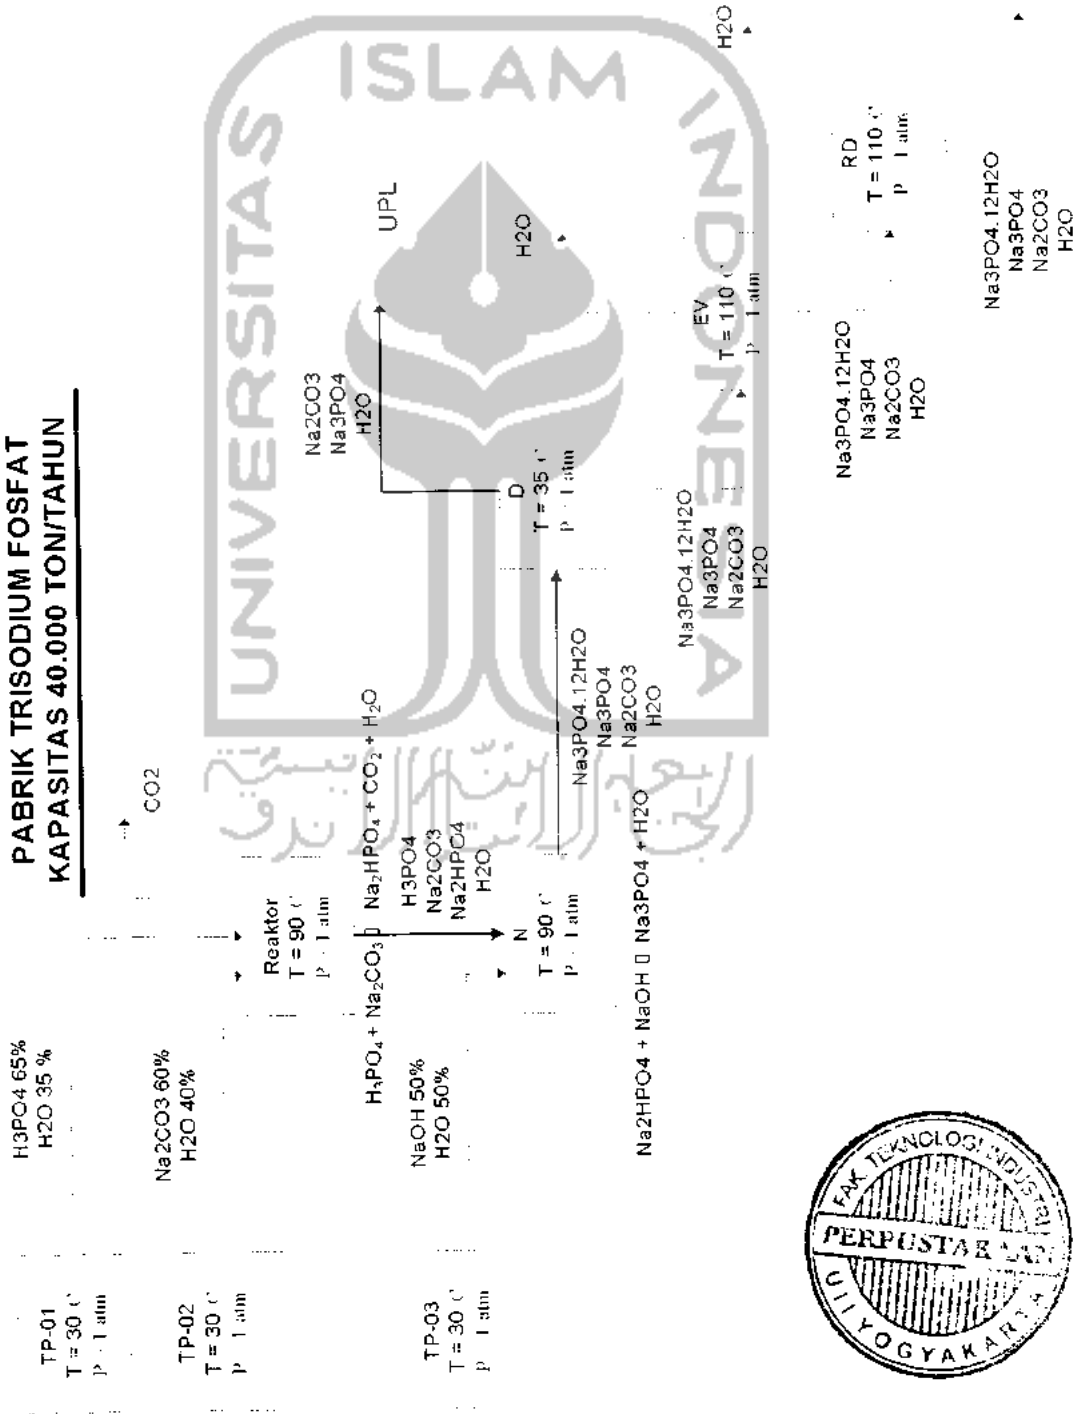 PABRIK TRISODIUM FOSFAT
KAPASITAS 40.000 TON/TAHUN
H3PO4 65%
H2O 35 %
TP-01
T = 30 C
P = 1 atm
Na2CO3 60%
H2O 40%
TP-02
T = 30 C
P = 1 atm
CO2
Reaktor
T = 90 C
P = 1 atm
H₃PO₄ + Na₂CO₃ ▯ Na₂HPO₄ + CO₂ + H₂O
H3PO4
Na2CO3
Na2HPO4
H2O
NaOH 50%
H2O 50%
TP-03
T = 30 C
P = 1 atm
N
T = 90 C
P = 1 atm
Na2HPO4 + NaOH ▯ Na3PO4 + H2O
Na3PO4.12H2O
Na3PO4
Na2CO3
H2O
D
T = 35 C
P = 1 atm
Na2CO3
Na3PO4
H2O
UPL
Na3PO4.12H2O
Na3PO4
Na2CO3
H2O
H2O
EV
T = 110 C
P = 1 atm
Na3PO4.12H2O
Na3PO4
Na2CO3
H2O
H2O
RD
T = 110 C
P = 1 atm
Na3PO4.12H2O
Na3PO4
Na2CO3
H2O
UNIVERSITAS
ISLAM
INDONESIA
FAK. TEKNOLOGI INDUSTRI
PERPUSTAKAAN
UII YOGYAKARTA